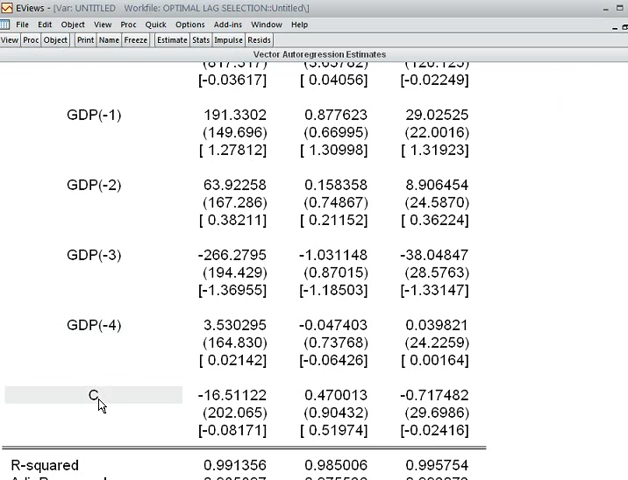 EViews - [Var: UNTITLED Workfile: OPTIMAL LAG SELECTION::Untitled\]
File Edit Object View Proc Quick Options Add-ins Window Help
View Proc Object Print Name Freeze Estimate Stats Impulse Resids
Vector Autoregression Estimates
[-0.03617] [ 0.04056] [-0.02249]
GDP(-1) 191.3302 0.877623 29.02525
(149.696) (0.66995) (22.0016)
[ 1.27812] [ 1.30998] [ 1.31923]
GDP(-2) 63.92258 0.158358 8.906454
(167.286) (0.74867) (24.5870)
[ 0.38211] [ 0.21152] [ 0.36224]
GDP(-3) -266.2795 -1.031148 -38.04847
(194.429) (0.87015) (28.5763)
[-1.36955] [-1.18503] [-1.33147]
GDP(-4) 3.530295 -0.047403 0.039821
(164.830) (0.73768) (24.2259)
[ 0.02142] [-0.06426] [ 0.00164]
C -16.51122 0.470013 -0.717482
(202.065) (0.90432) (29.6986)
[-0.08171] [ 0.51974] [-0.02416]
R-squared 0.991356 0.985006 0.995754